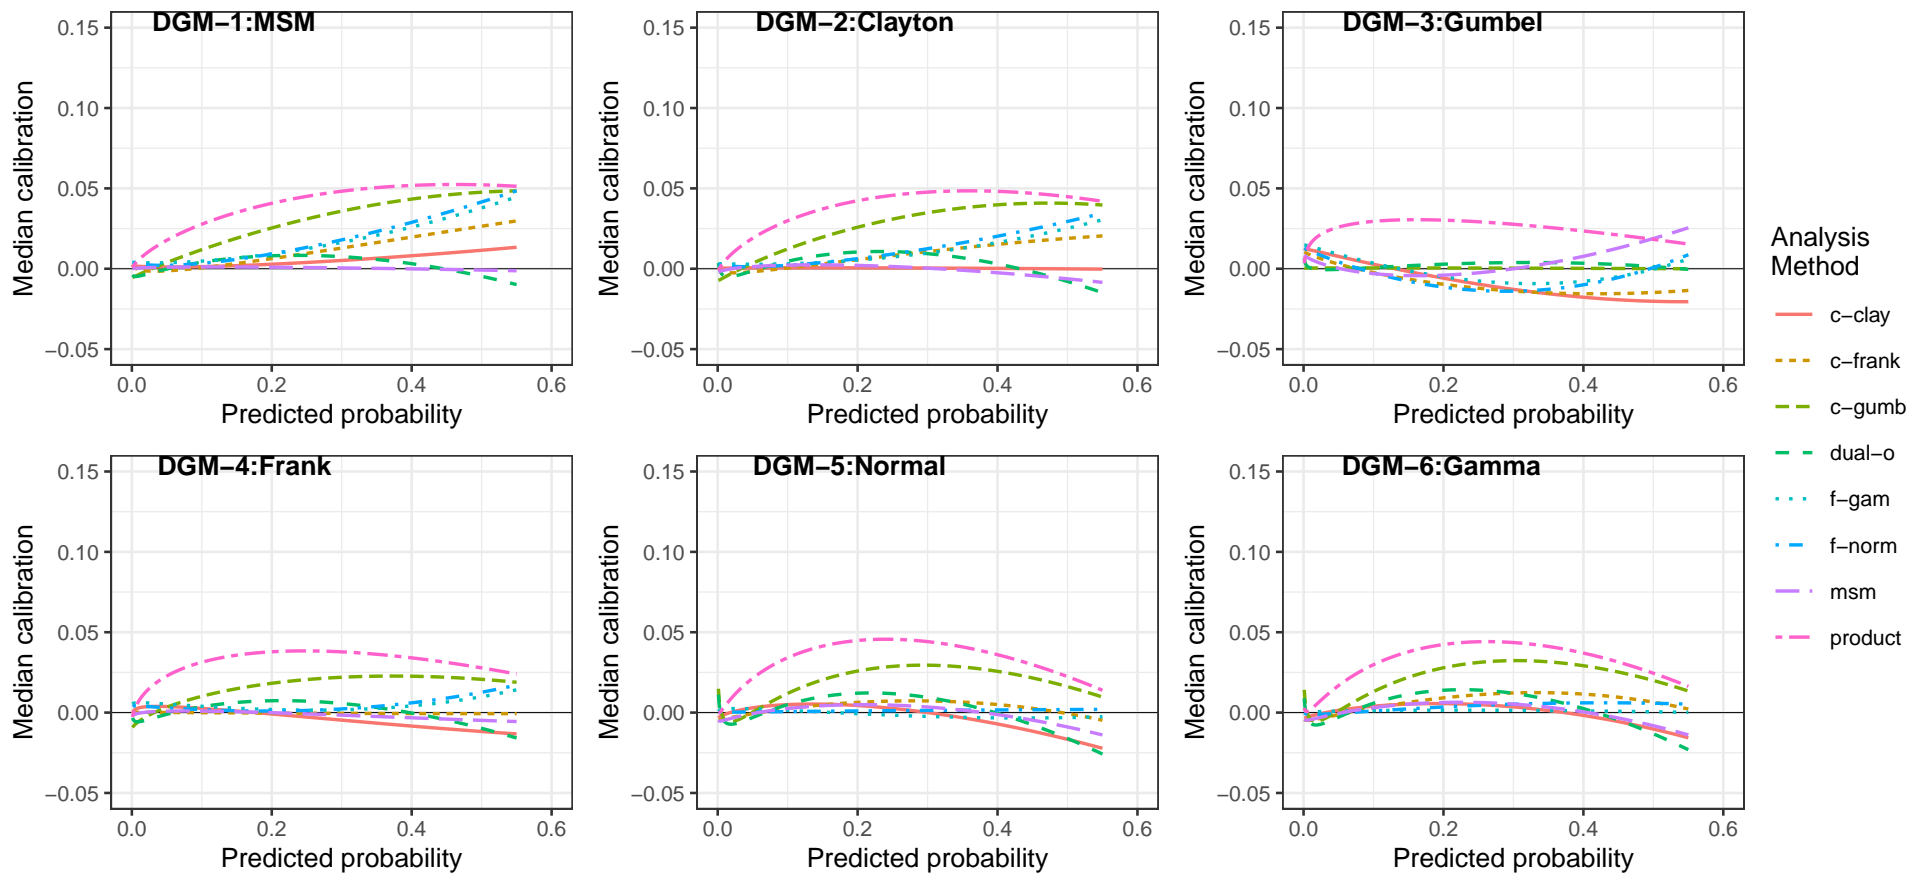 DGM−1:MSM
0.15
0.10
0.05
0.00
−0.05
Median calibration
0.0
0.2
0.4
0.6
Predicted probability
DGM−2:Clayton
0.15
0.10
0.05
0.00
−0.05
Median calibration
0.0
0.2
0.4
0.6
Predicted probability
DGM−3:Gumbel
0.15
0.10
0.05
0.00
−0.05
Median calibration
0.0
0.2
0.4
0.6
Predicted probability
DGM−4:Frank
0.15
0.10
0.05
0.00
−0.05
Median calibration
0.0
0.2
0.4
0.6
Predicted probability
DGM−5:Normal
0.15
0.10
0.05
0.00
−0.05
Median calibration
0.0
0.2
0.4
0.6
Predicted probability
DGM−6:Gamma
0.15
0.10
0.05
0.00
−0.05
Median calibration
0.0
0.2
0.4
0.6
Predicted probability
Analysis
Method
c−clay
c−frank
c−gumb
dual−o
f−gam
f−norm
msm
product